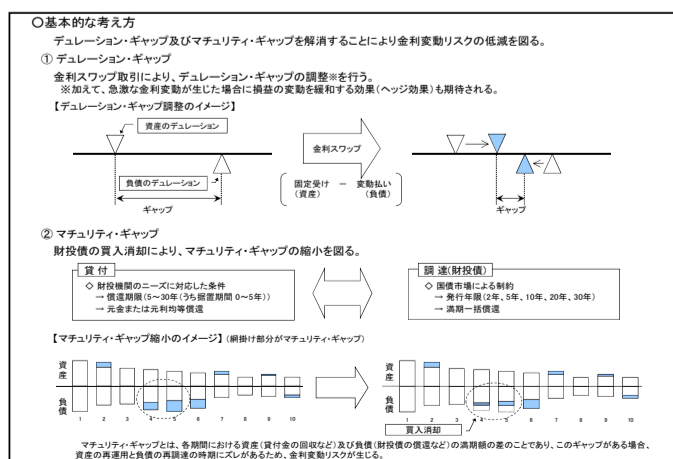 〇基本的な考え方
デュレーション・ギャップ及びマチュリティ・ギャップを解消することにより金利変動リスクの低減を図る。
① デュレーション・ギャップ
金利スワップ取引により、デュレーション・ギャップの調整※を行う。
※加えて、急激な金利変動が生じた場合に損益の変動を緩和する効果(ヘッジ効果)も期待される。
【デュレーション・ギャップ調整のイメージ】
資産のデュレーション
金利スワップ
負債のデュレーション
固定受け － 変動払い
(資産) (負債)
ギャップ
ギャップ
② マチュリティ・ギャップ
財投債の買入消却により、マチュリティ・ギャップの縮小を図る。
貸 付
◇ 財投機関のニーズに対応した条件
→ 償還期限(5～30年(うち据置期間 0～5年))
→ 元金または元利均等償還
調 達(財投債)
◇ 国債市場による制約
→ 発行年限(2年、5年、10年、20年、30年)
→ 満期一括償還
【マチュリティ・ギャップ縮小のイメージ】 (網掛け部分がマチュリティ・ギャップ)
資産
負債
1 2 3 4 5 6 7 8 9 10
資産
負債
1 2 3 4 5 6 7 8 9 10
買入消却
マチュリティ・ギャップとは、各期間における資産(貸付金の回収など)及び負債(財投債の償還など)の満期額の差のことであり、このギャップがある場合、
資産の再運用と負債の再調達の時期にズレがあるため、金利変動リスクが生じる。